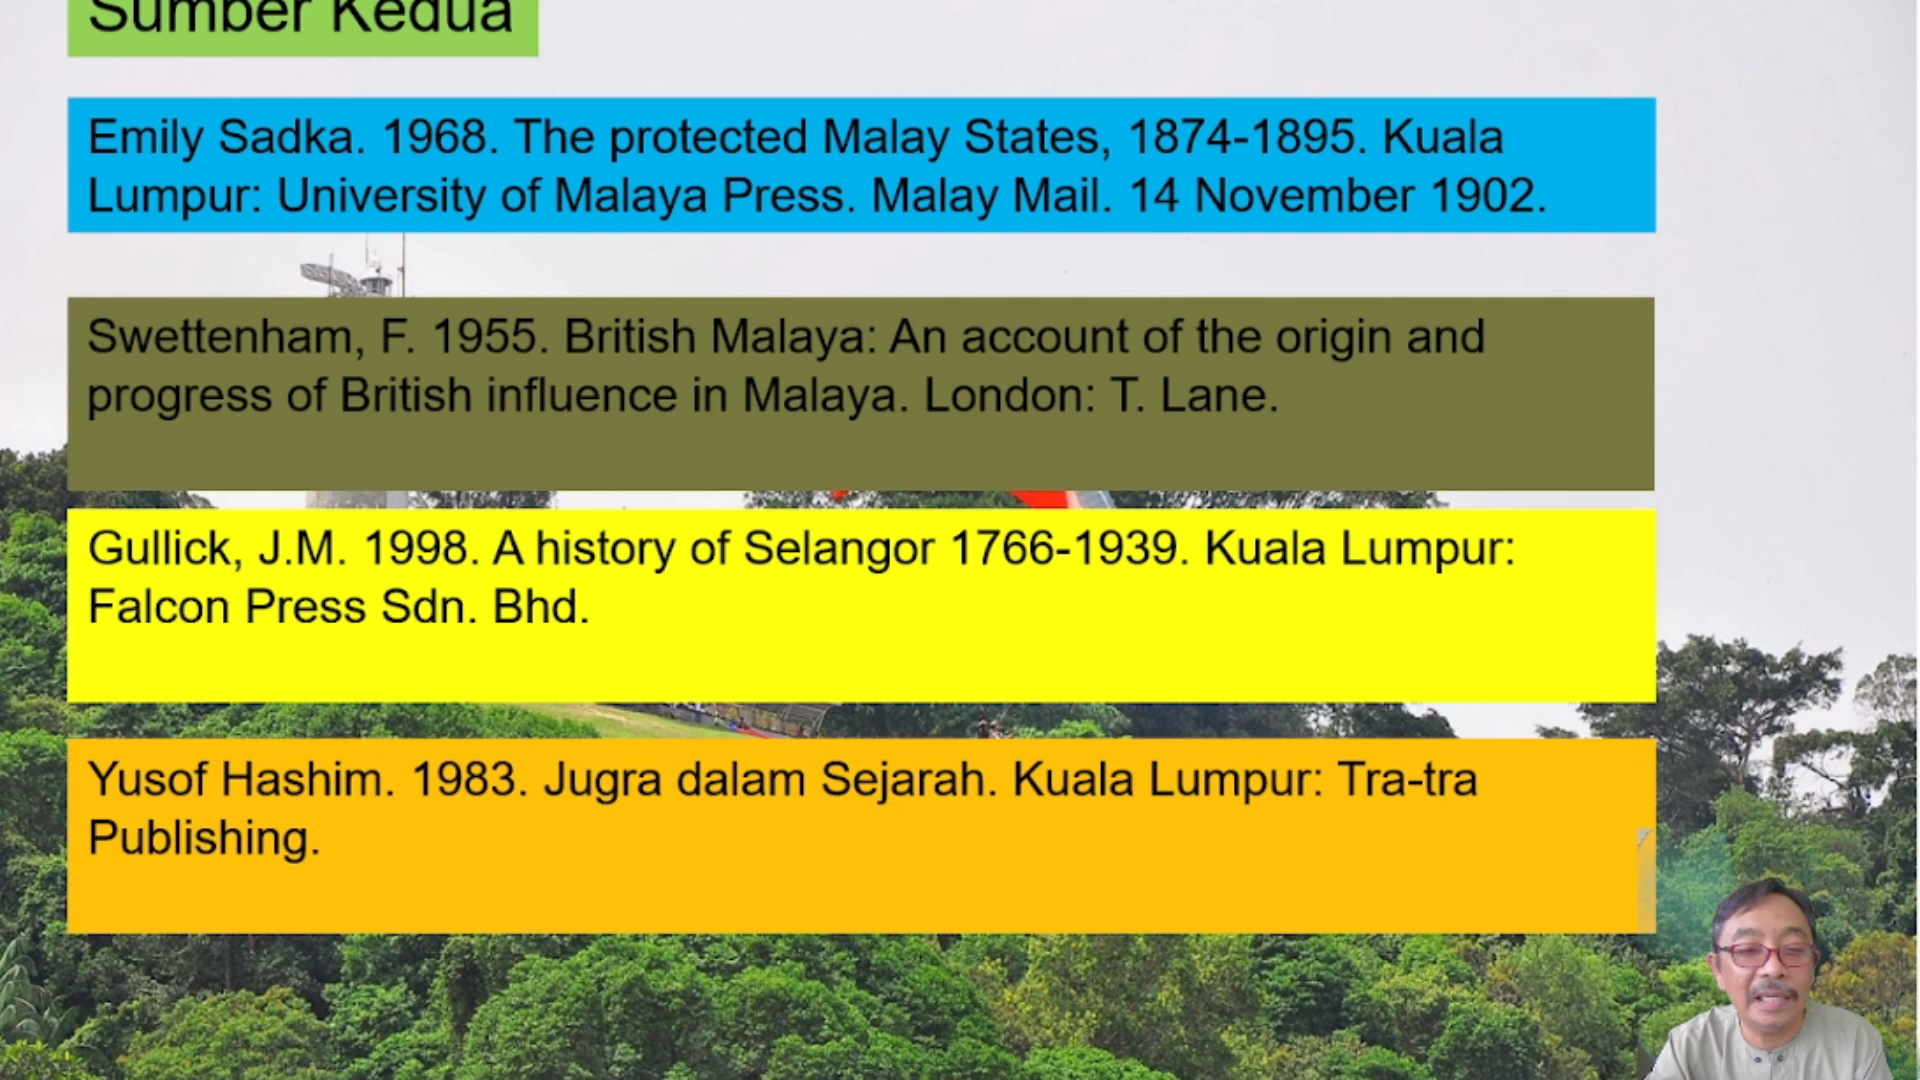 Sumber Kedua
Emily Sadka. 1968. The protected Malay States, 1874-1895. Kuala
Lumpur: University of Malaya Press. Malay Mail. 14 November 1902.
Swettenham, F. 1955. British Malaya: An account of the origin and
progress of British influence in Malaya. London: T. Lane.
Gullick, J.M. 1998. A history of Selangor 1766-1939. Kuala Lumpur:
Falcon Press Sdn. Bhd.
Yusof Hashim. 1983. Jugra dalam Sejarah. Kuala Lumpur: Tra-tra
Publishing.